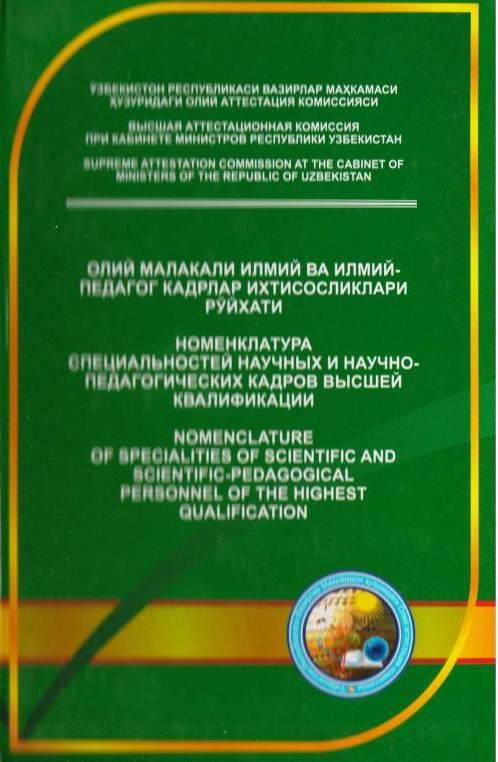 ЎЗБЕКИСТОН РЕСПУБЛИКАСИ ВАЗИРЛАР МАҲКАМАСИ
ҲУЗУРИДАГИ ОЛИЙ АТТЕСТАЦИЯ КОМИССИЯСИ
ВЫСШАЯ АТТЕСТАЦИОННАЯ КОМИССИЯ
ПРИ КАБИНЕТЕ МИНИСТРОВ РЕСПУБЛИКИ УЗБЕКИСТАН
SUPREME ATTESTATION COMMISSION AT THE CABINET OF
MINISTERS OF THE REPUBLIC OF UZBEKISTAN
ОЛИЙ МАЛАКАЛИ ИЛМИЙ ВА ИЛМИЙ-
ПЕДАГОГ КАДРЛАР ИХТИСОСЛИКЛАРИ
РЎЙХАТИ
НОМЕНКЛАТУРА
СПЕЦИАЛЬНОСТЕЙ НАУЧНЫХ И НАУЧНО-
ПЕДАГОГИЧЕСКИХ КАДРОВ ВЫСШЕЙ
КВАЛИФИКАЦИИ
NOMENCLATURE
OF SPECIALITIES OF SCIENTIFIC AND
SCIENTIFIC-PEDAGOGICAL
PERSONNEL OF THE HIGHEST
QUALIFICATION